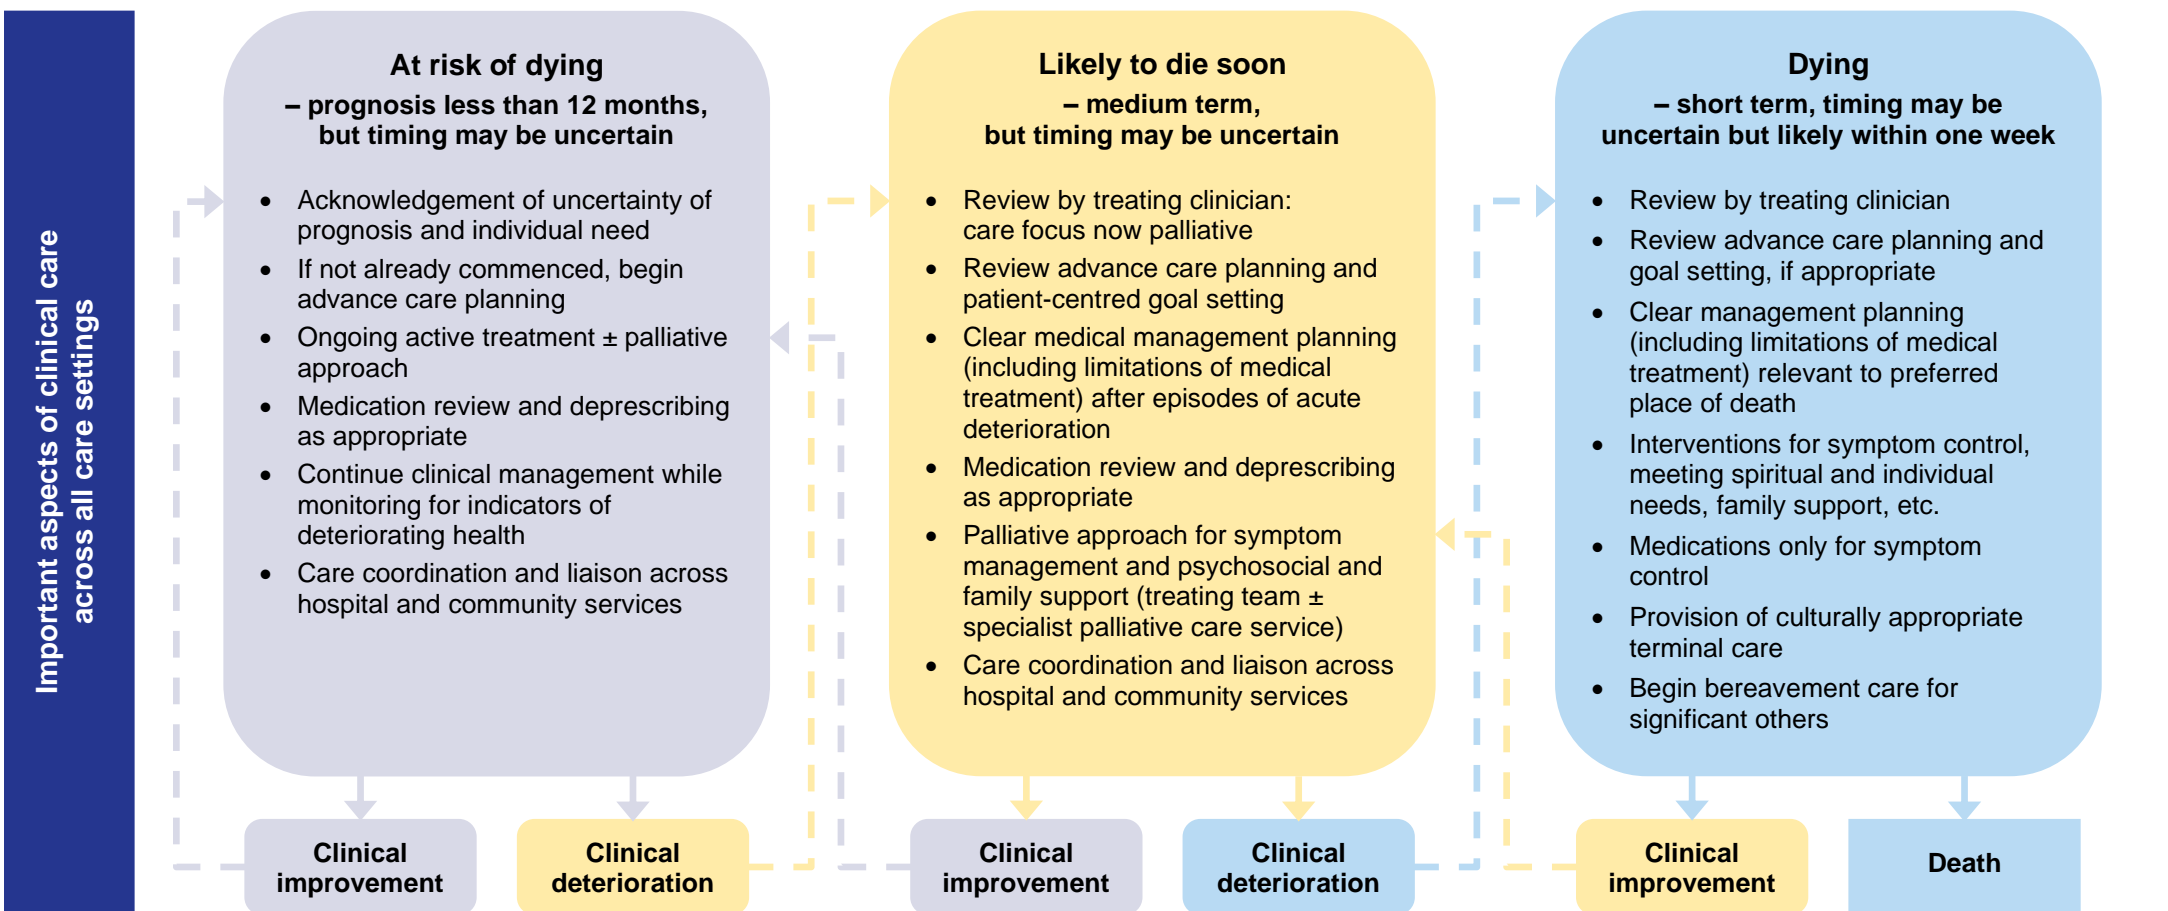 Important aspects of clinical care
across all care settings
At risk of dying
– prognosis less than 12 months,
but timing may be uncertain
• Acknowledgement of uncertainty of
prognosis and individual need
• If not already commenced, begin
advance care planning
• Ongoing active treatment ± palliative
approach
• Medication review and deprescribing
as appropriate
• Continue clinical management while
monitoring for indicators of
deteriorating health
• Care coordination and liaison across
hospital and community services
Clinical
improvement
Clinical
deterioration
Likely to die soon
– medium term,
but timing may be uncertain
• Review by treating clinician:
care focus now palliative
• Review advance care planning and
patient-centred goal setting
• Clear medical management planning
(including limitations of medical
treatment) after episodes of acute
deterioration
• Medication review and deprescribing
as appropriate
• Palliative approach for symptom
management and psychosocial and
family support (treating team ±
specialist palliative care service)
• Care coordination and liaison across
hospital and community services
Clinical
improvement
Clinical
deterioration
Dying
– short term, timing may be
uncertain but likely within one week
• Review by treating clinician
• Review advance care planning and
goal setting, if appropriate
• Clear management planning
(including limitations of medical
treatment) relevant to preferred
place of death
• Interventions for symptom control,
meeting spiritual and individual
needs, family support, etc.
• Medications only for symptom
control
• Provision of culturally appropriate
terminal care
• Begin bereavement care for
significant others
Clinical
improvement
Death